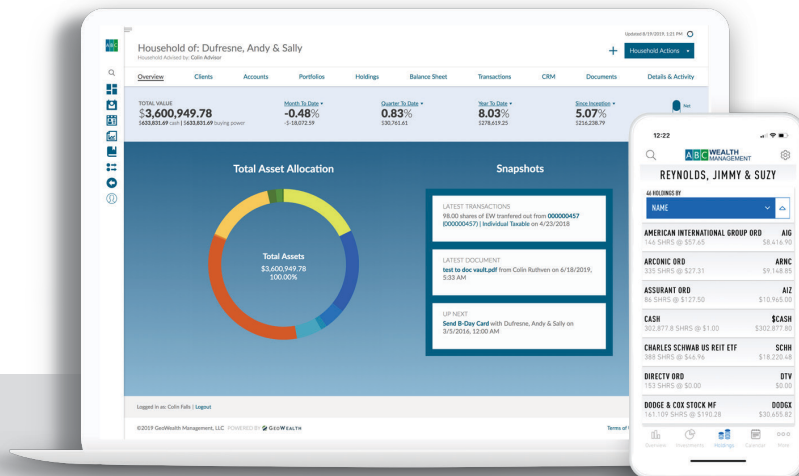 Updated 8/19/2019, 1:21 PM
ABC
Household of: Dufresne, Andy & Sally
Household Advised by: Colin Advisor
+ Household Actions
Overview Clients Accounts Portfolios Holdings Balance Sheet Transactions CRM Documents Details & Activity
TOTAL VALUE Month To Date Quarter To Date Year To Date Since Inception Net
$3,600,949.78 -0.48% 0.83% 8.03% 5.07%
$633,831.69 cash | $633,831.69 buying power -$-18,072.59 $30,761.61 $278,619.25 $216,238.79
Total Asset Allocation
Total Assets
$3,600,949.78
100.00%
Snapshots
LATEST TRANSACTIONS
98.00 shares of EW tranfered out from 000000457
(000000457) | Individual Taxable on 4/23/2018
LATEST DOCUMENT
test to doc vault.pdf from Colin Ruthven on 6/18/2019,
5:33 AM
UP NEXT
Send B-Day Card with Dufresne, Andy & Sally on
3/5/2016, 12:00 AM
Logged in as: Colin Falls | Logout
©2019 GeoWealth Management, LLC POWERED BY GEOWEALTH
Terms of
12:22
ABC WEALTH
MANAGEMENT
REYNOLDS, JIMMY & SUZY
46 HOLDINGS BY
NAME
AMERICAN INTERNATIONAL GROUP ORD AIG
146 SHRS @ $57.65 $8,416.90
ARCONIC ORD ARNC
335 SHRS @ $27.31 $9,148.85
ASSURANT ORD AIZ
86 SHRS @ $127.50 $10,965.00
CASH $CASH
302,877.8 SHRS @ $1.00 $302,877.80
CHARLES SCHWAB US REIT ETF SCHH
388 SHRS @ $46.96 $18,220.48
DIRECTV ORD DTV
153 SHRS @ $0.00 $0.00
DODGE & COX STOCK MF DODGX
161.109 SHRS @ $190.28 $30,655.82
Overview Investments Holdings Calendar More